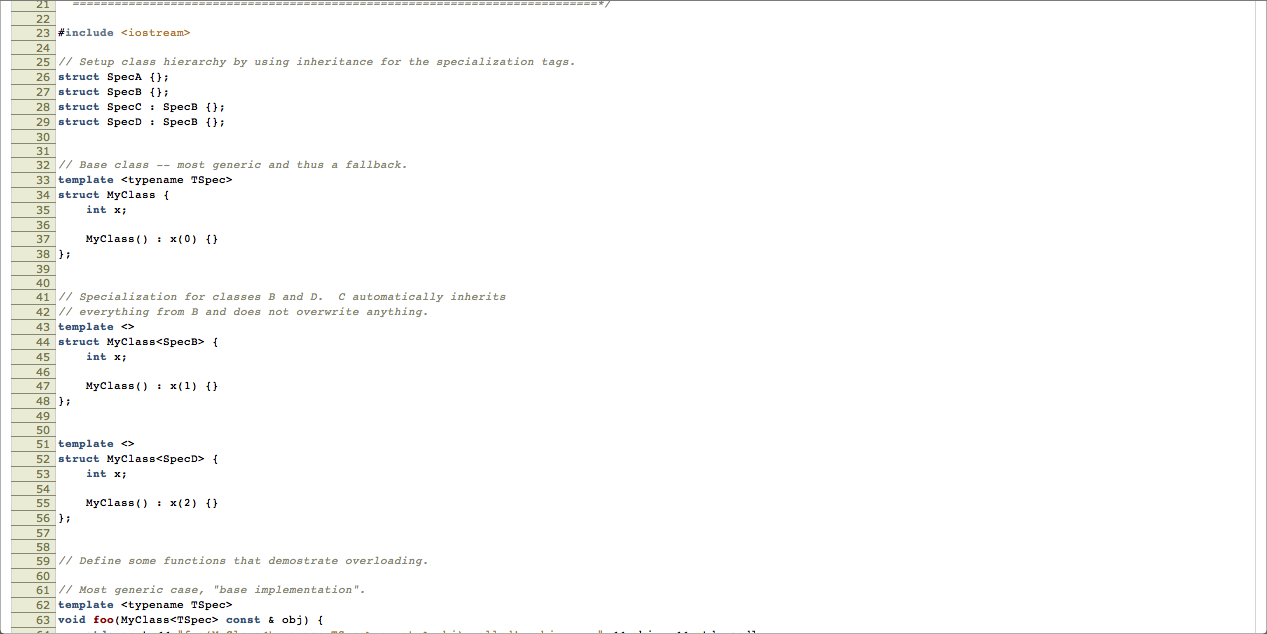 21 ===========================================================================*/
22
23 #include <iostream>
24
25 // Setup class hierarchy by using inheritance for the specialization tags.
26 struct SpecA {};
27 struct SpecB {};
28 struct SpecC : SpecB {};
29 struct SpecD : SpecB {};
30
31
32 // Base class -- most generic and thus a fallback.
33 template <typename TSpec>
34 struct MyClass {
35     int x;
36
37     MyClass() : x(0) {}
38 };
39
40
41 // Specialization for classes B and D.  C automatically inherits
42 // everything from B and does not overwrite anything.
43 template <>
44 struct MyClass<SpecB> {
45     int x;
46
47     MyClass() : x(1) {}
48 };
49
50
51 template <>
52 struct MyClass<SpecD> {
53     int x;
54
55     MyClass() : x(2) {}
56 };
57
58
59 // Define some functions that demostrate overloading.
60
61 // Most generic case, "base implementation".
62 template <typename TSpec>
63 void foo(MyClass<TSpec> const & obj) {